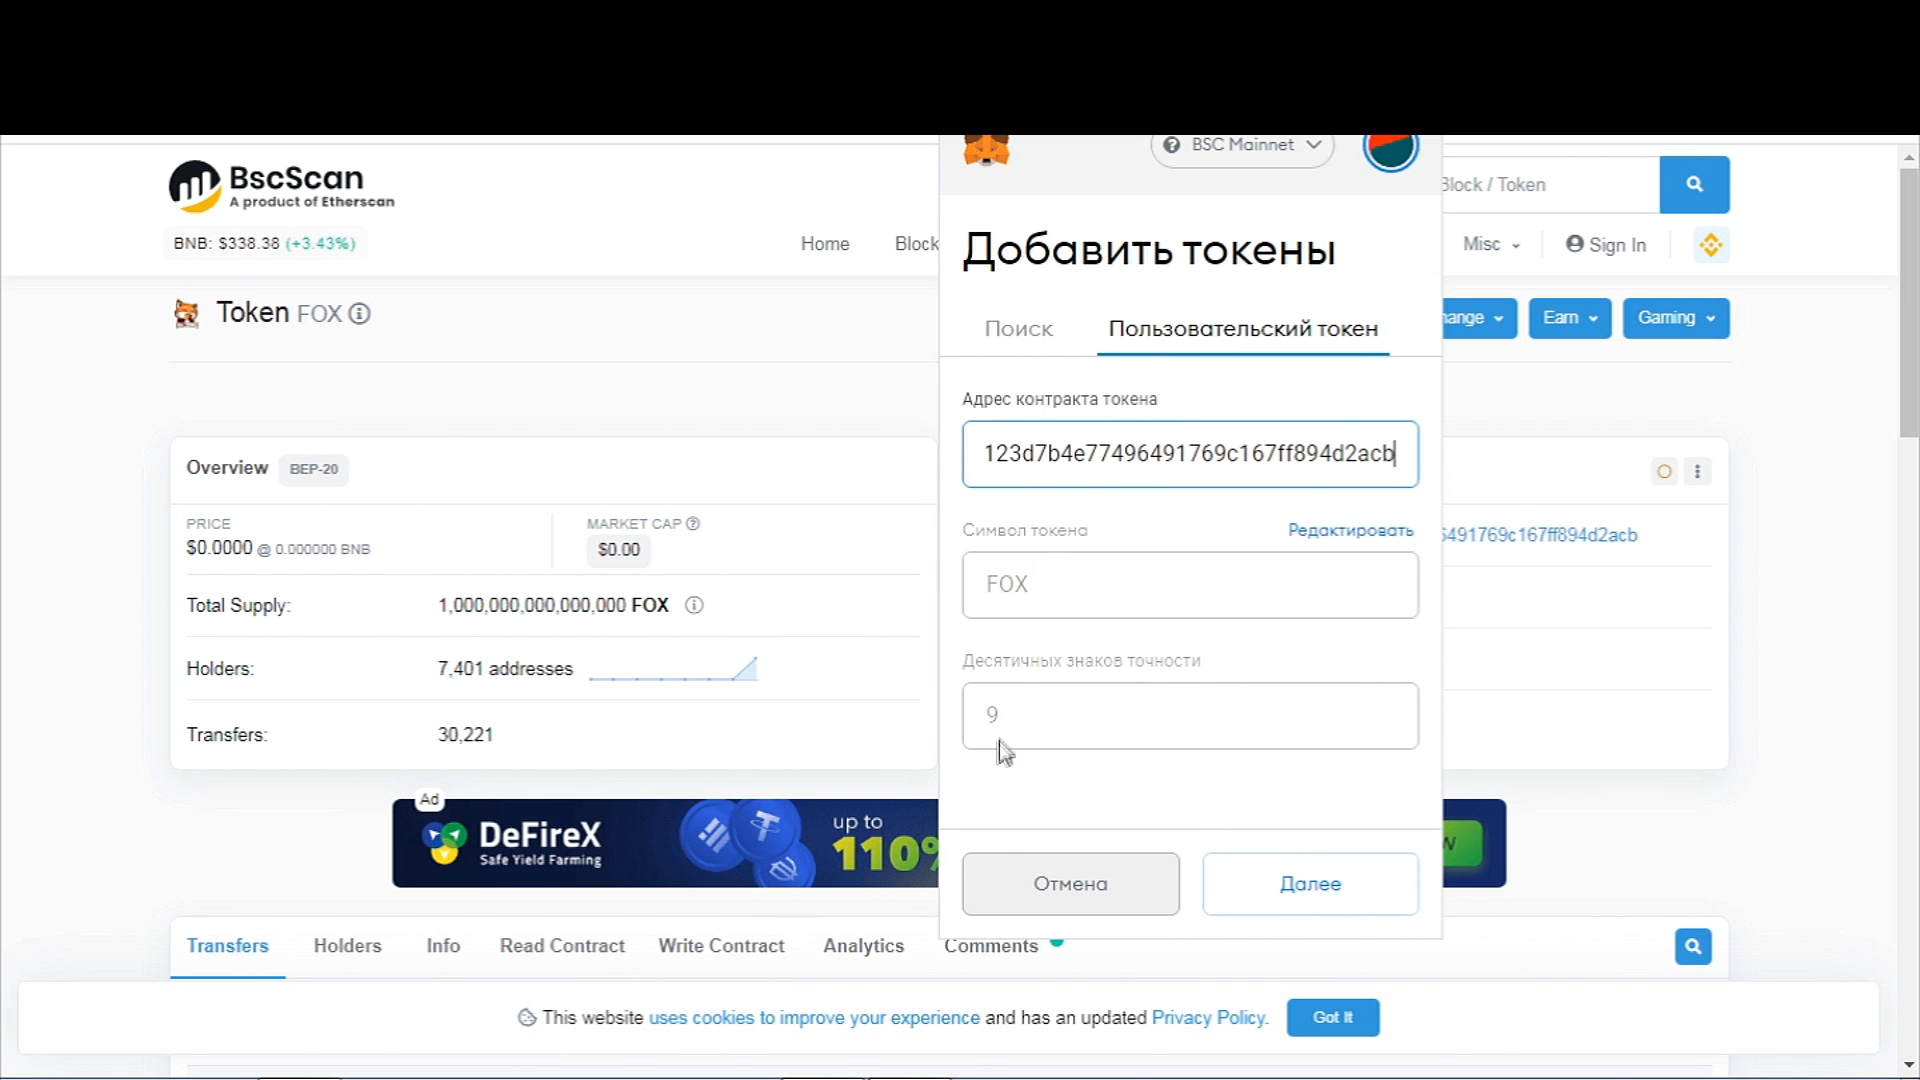 BSC Mainnet
BscScan
A product of Etherscan
Block / Token
BNB: $338.38 (+3.43%)
Home
Block
Misc
Sign In
Добавить токены
Token FOX
Earn
Gaming
Поиск
Пользовательский токен
Адрес контракта токена
Overview
BEP-20
123d7b4e77496491769c167ff894d2acb
PRICE
$0.0000 @ 0.000000 BNB
MARKET CAP
$0.00
Символ токена
Редактировать
6491769c167ff894d2acb
FOX
Total Supply:
1,000,000,000,000,000 FOX
Holders:
7,401 addresses
Десятичных знаков точности
9
Transfers:
30,221
Ad
DeFireX
Safe Yield Farming
up to
110%
Отмена
Далее
Transfers
Holders
Info
Read Contract
Write Contract
Analytics
Comments
This website uses cookies to improve your experience and has an updated Privacy Policy.
Got It